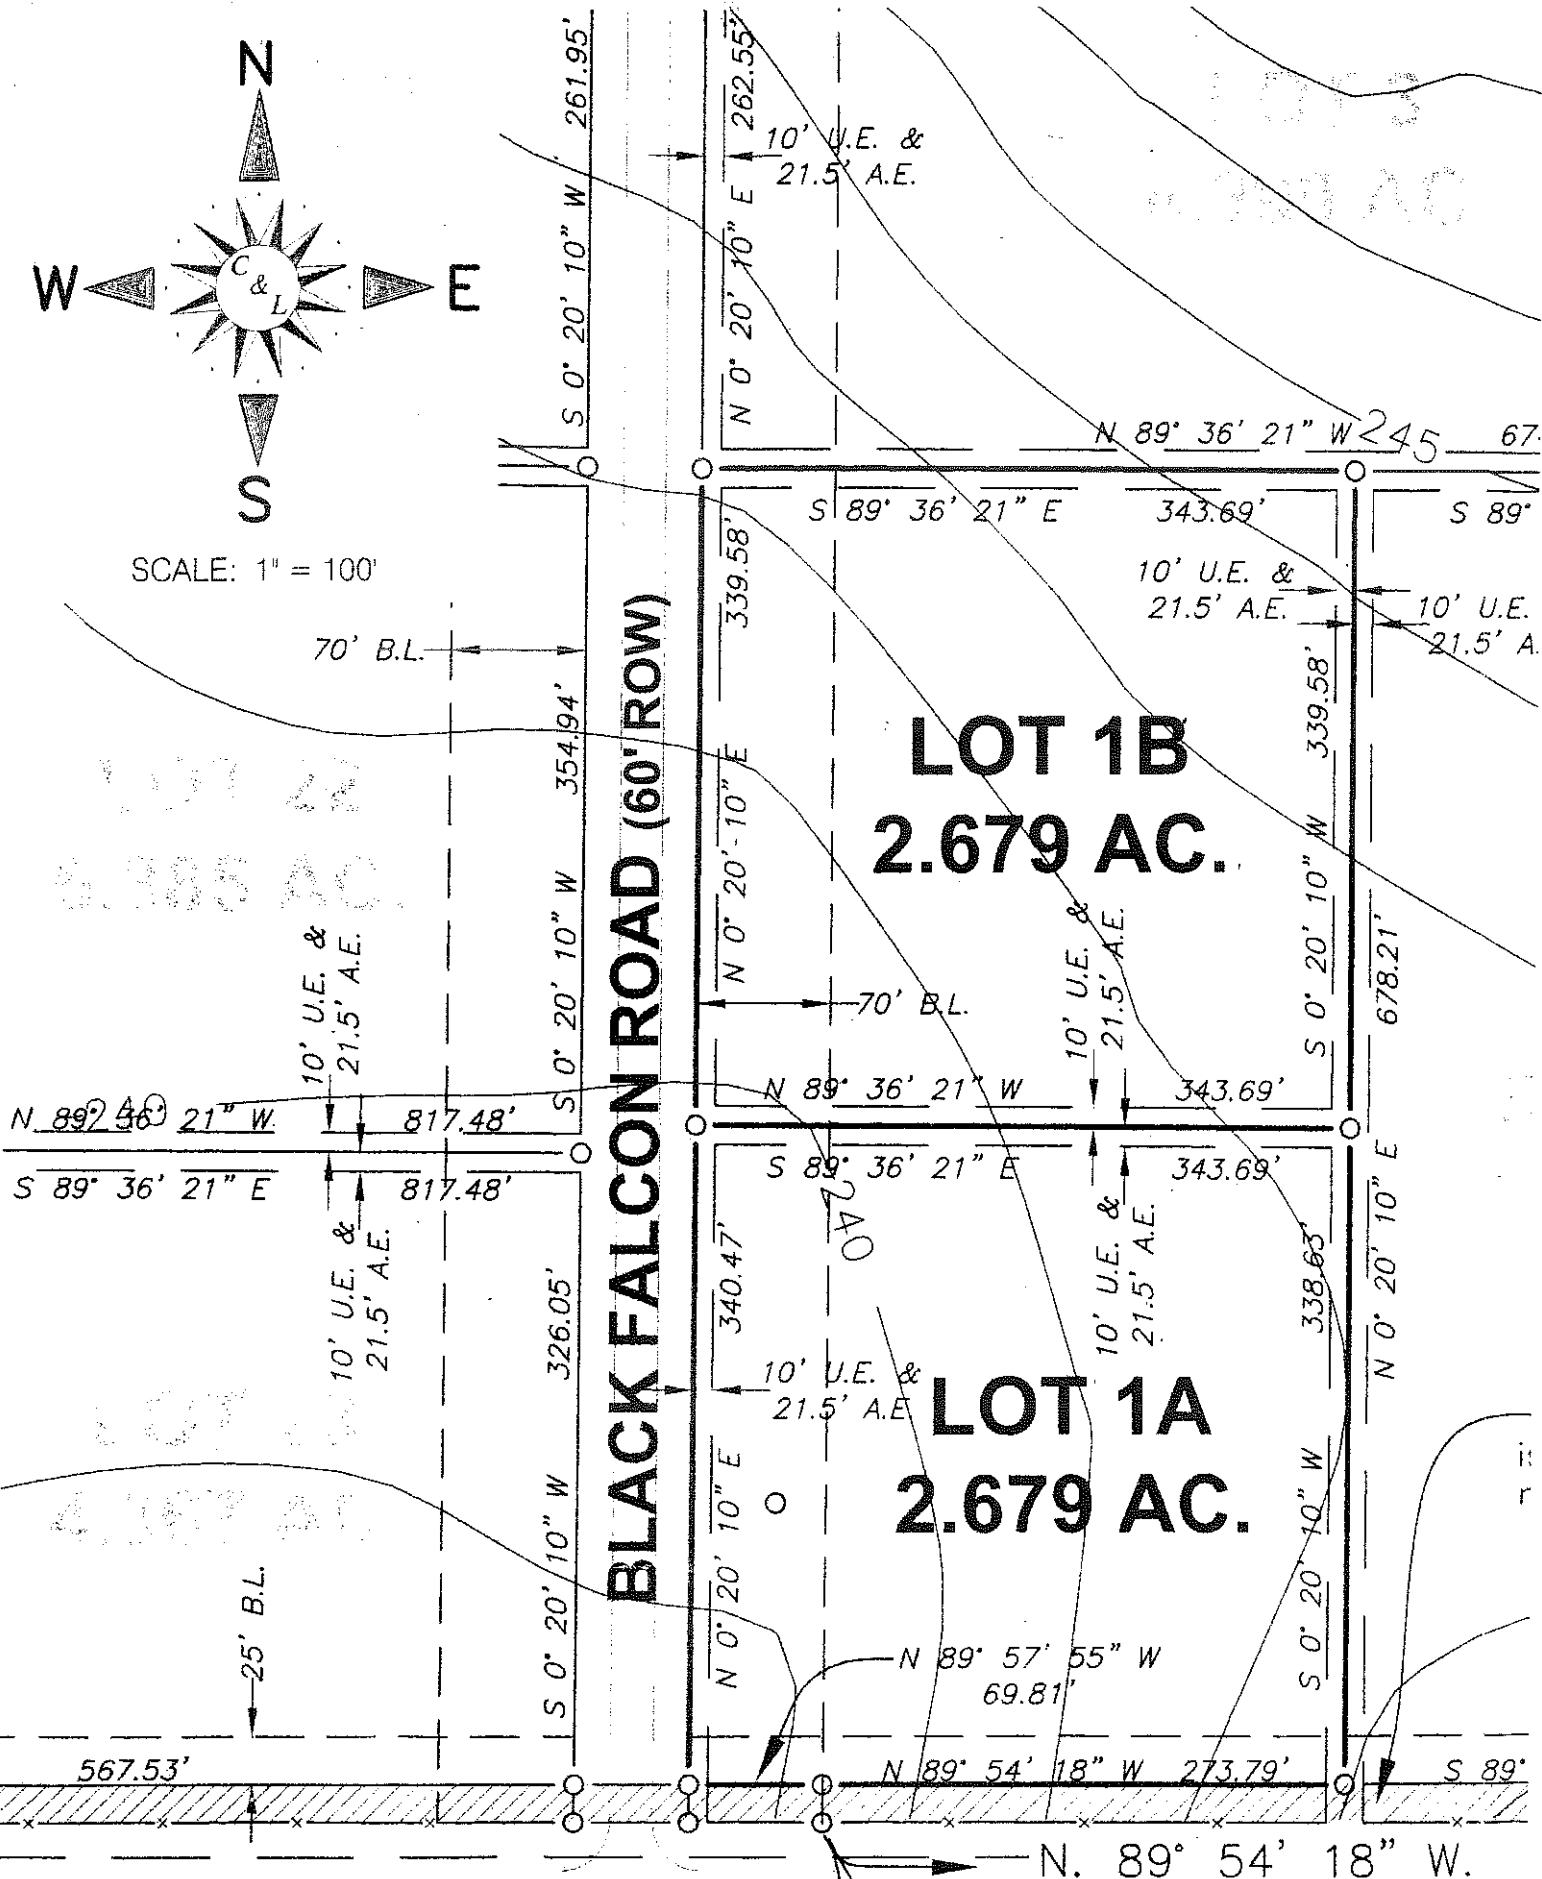 N
W
E
S
C
&
L
SCALE: 1" = 100'
261.95'
S 0° 20' 10" W
262.55'
N 0° 20' 10" E
10' U.E. &
21.5' A.E.
N 89° 36' 21" W
245
67
S 89° 36' 21" E
343.69'
S 89°
10' U.E. &
21.5' A.E.
10' U.E.
21.5' A.
339.58'
N 0° 20' 10" E
70' B.L.
354.94'
S 0° 20' 10" W
BLACK FALCON ROAD (60' ROW)
LOT 1B
2.679 AC.
339.58'
S 0° 20' 10" W
678.21'
N 0° 20' 10" E
70' B.L.
10' U.E. &
21.5' A.E.
10' U.E. &
21.5' A.E.
N 89° 36' 21" W
817.48'
240
S 89° 36' 21" E
817.48'
N 89° 36' 21" W
343.69'
S 89° 36' 21" E
343.69'
240
10' U.E. &
21.5' A.E.
10' U.E. &
21.5' A.E.
326.05'
S 0° 20' 10" W
340.47'
N 0° 20' 10" E
338.63'
S 0° 20' 10" W
10' U.E. &
21.5' A.E
LOT 1A
2.679 AC.
25' B.L.
N 89° 57' 55" W
69.81'
567.53'
N 89° 54' 18" W
273.79'
S 89°
N. 89° 54' 18" W.